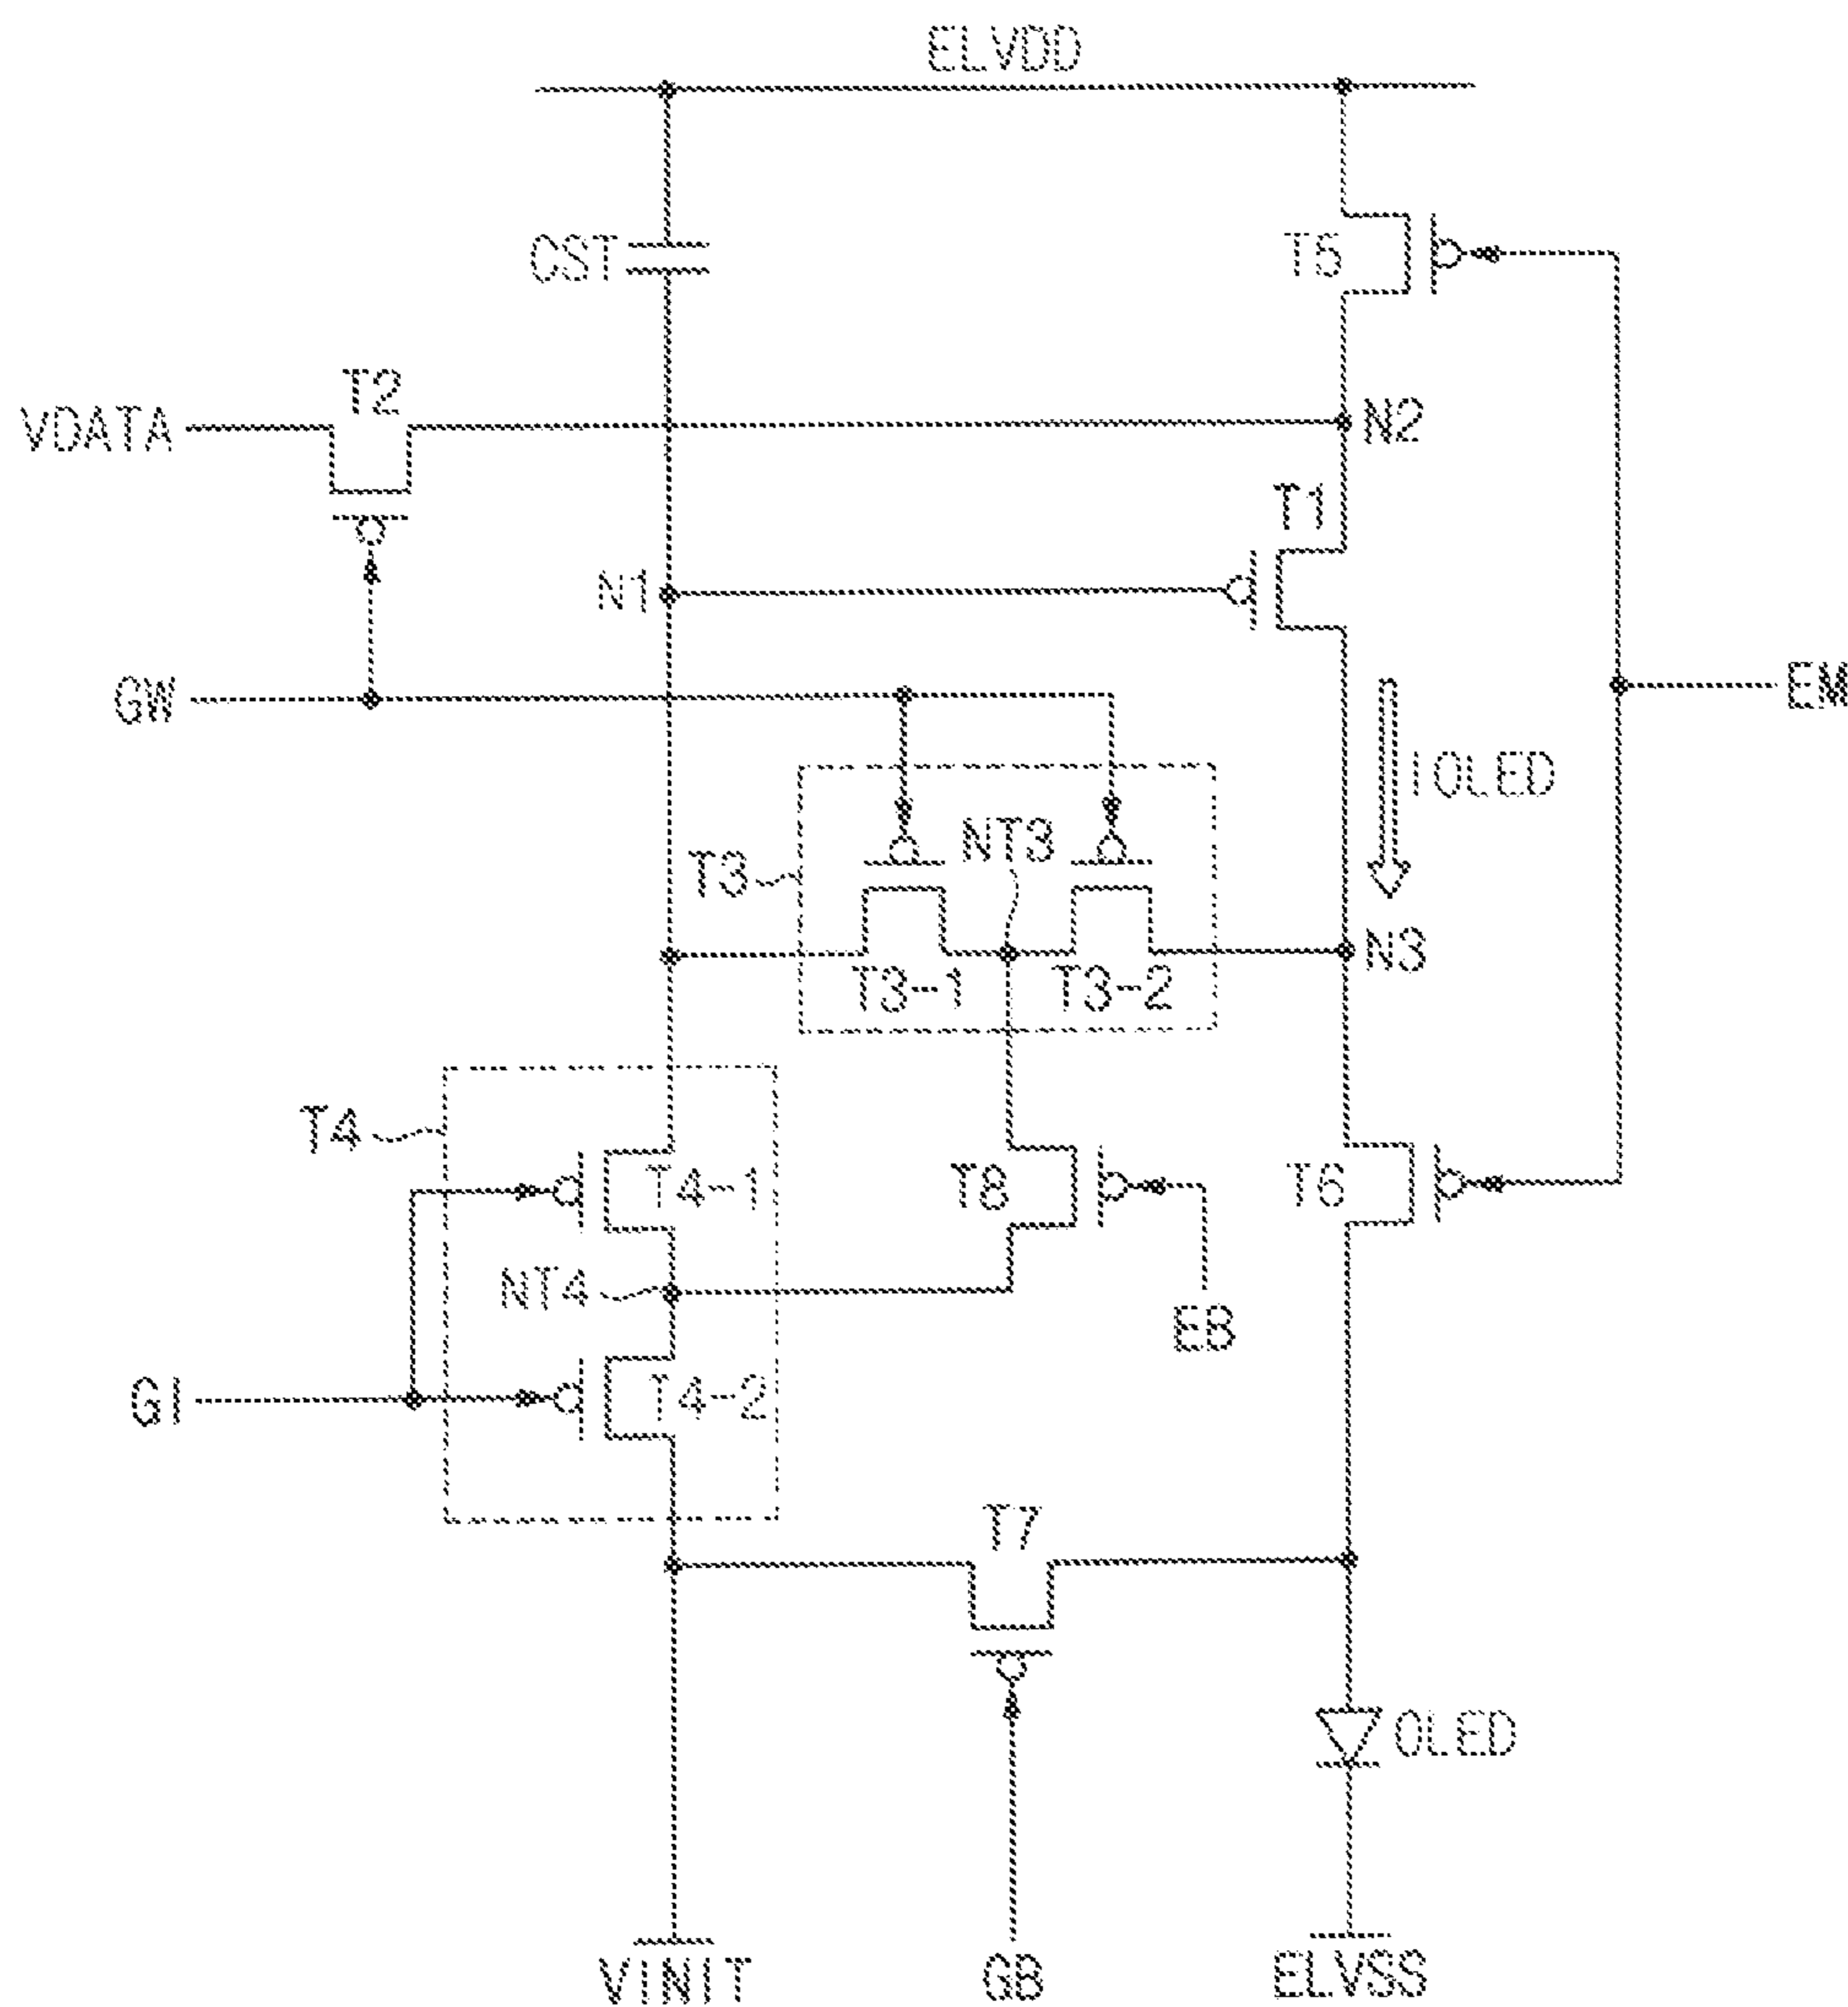 ELVDD
CST
T5
T2
VDATA
N2
T1
N1
GW
EM
IOLED
NT3
T3
N3
T3-1
T3-2
T4
T4-1
T8
T6
NT4
EB
GI
T4-2
T7
OLED
VINIT
GB
ELVSS